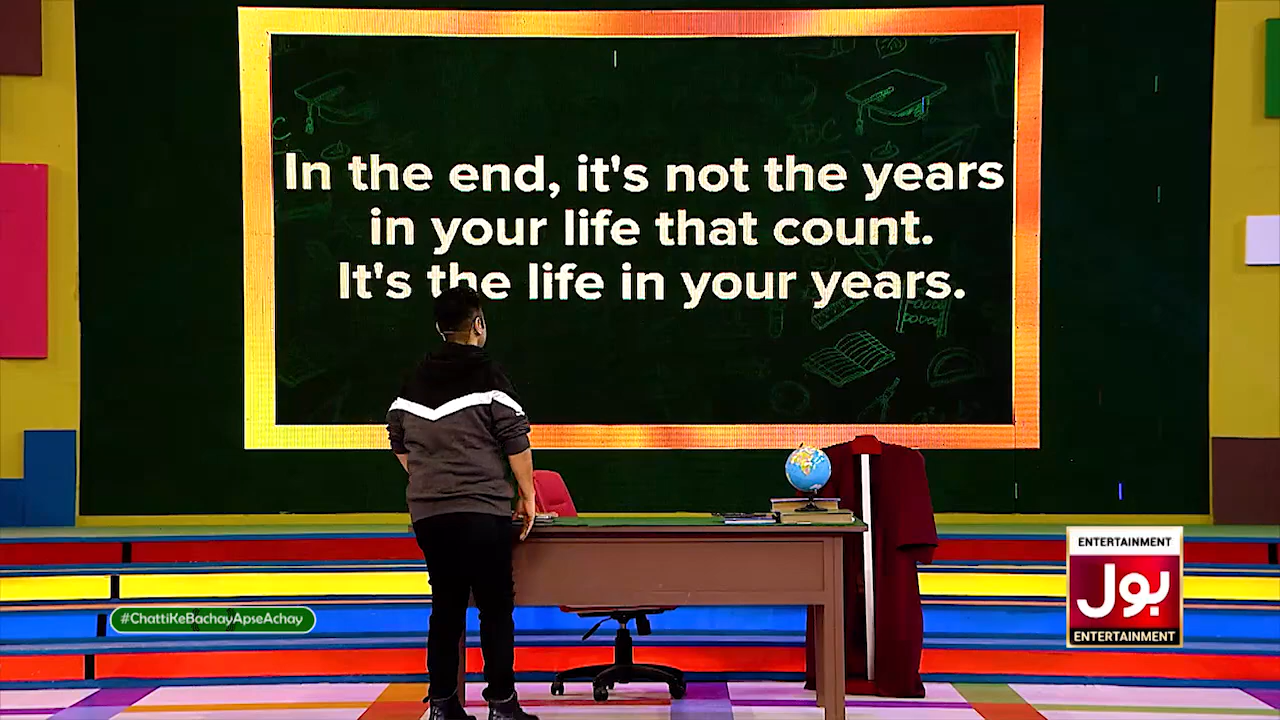 In the end, it's not the years
in your life that count.
It's the life in your years.
#ChattiKeBachayApseAchay
ENTERTAINMENT
بول
ENTERTAINMENT